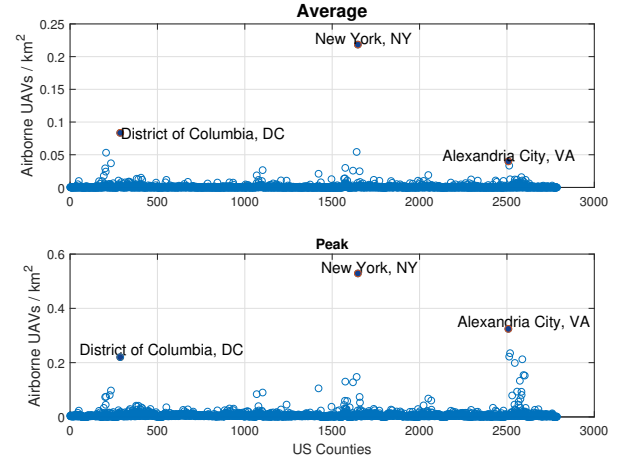 Average
0.25
0.2
0.15
0.1
0.05
0
Airborne UAVs / km²
New York, NY
District of Columbia, DC
Alexandria City, VA
0 500 1000 1500 2000 2500 3000
Peak
0.6
0.4
0.2
0
Airborne UAVs / km²
New York, NY
Alexandria City, VA
District of Columbia, DC
0 500 1000 1500 2000 2500 3000
US Counties